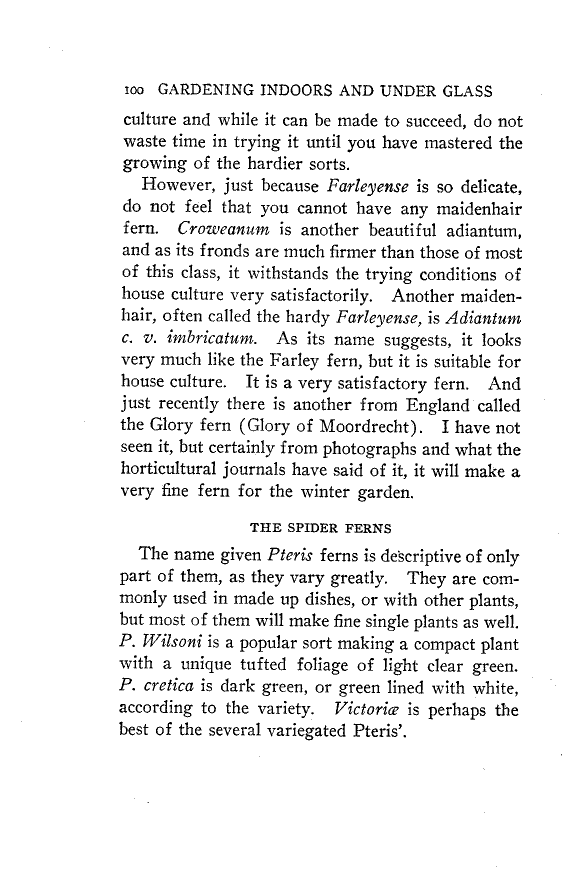 100 GARDENING INDOORS AND UNDER GLASS
culture and while it can be made to succeed, do not
waste time in trying it until you have mastered the
growing of the hardier sorts.
However, just because Farleyense is so delicate,
do not feel that you cannot have any maidenhair
fern. Croweanum is another beautiful adiantum,
and as its fronds are much firmer than those of most
of this class, it withstands the trying conditions of
house culture very satisfactorily. Another maiden-
hair, often called the hardy Farleyense, is Adiantum
c. v. imbricatum. As its name suggests, it looks
very much like the Farley fern, but it is suitable for
house culture. It is a very satisfactory fern. And
just recently there is another from England called
the Glory fern (Glory of Moordrecht). I have not
seen it, but certainly from photographs and what the
horticultural journals have said of it, it will make a
very fine fern for the winter garden.
THE SPIDER FERNS
The name given Pteris ferns is descriptive of only
part of them, as they vary greatly. They are com-
monly used in made up dishes, or with other plants,
but most of them will make fine single plants as well.
P. Wilsoni is a popular sort making a compact plant
with a unique tufted foliage of light clear green.
P. cretica is dark green, or green lined with white,
according to the variety. Victoriæ is perhaps the
best of the several variegated Pteris'.